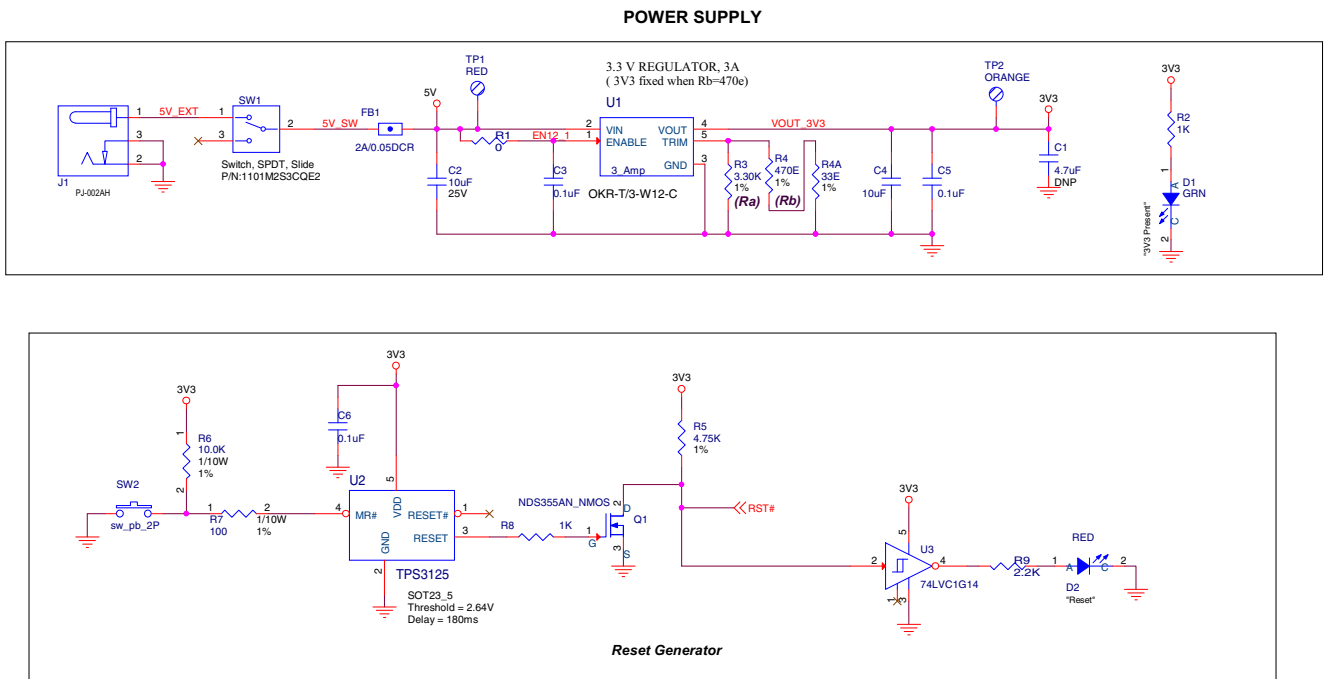 POWER SUPPLY
TP1
RED
3.3 V REGULATOR, 3A
( 3V3 fixed when Rb=470e)
TP2
ORANGE
3V3
J1
PJ-002AH
1
3
2
5V_EXT
SW1
1
3
2
Switch, SPDT, Slide
P/N:1101M2S3CQE2
5V_SW
FB1
2A/0.05DCR
5V
C2
10uF
25V
R1
0
EN12_1
C3
0.1uF
U1
2
1
VIN
ENABLE
VOUT
TRIM
GND
4
5
3
3_Amp
OKR-T/3-W12-C
VOUT_3V3
R3
3.30K
1%
(Ra)
R4
470E
1%
(Rb)
R4A
33E
1%
C4
10uF
C5
0.1uF
3V3
C1
4.7uF
DNP
R2
1K
1
A
D1
GRN
C
2
"3V3 Present"
3V3
1
R6
10.0K
1/10W
1%
2
SW2
sw_pb_2P
1
2
R7
100
1/10W
1%
3V3
C6
0.1uF
U2
5
4
MR#
VDD
GND
RESET#
RESET
1
3
2
TPS3125
SOT23_5
Threshold = 2.64V
Delay = 180ms
R8
1K
NDS355AN_NMOS
2
D
Q1
1
G
3
S
3V3
R5
4.75K
1%
RST#
3V3
5
U3
2
4
74LVC1G14
1
3
R9
2.2K
RED
1
A
C
2
D2
"Reset"
Reset Generator